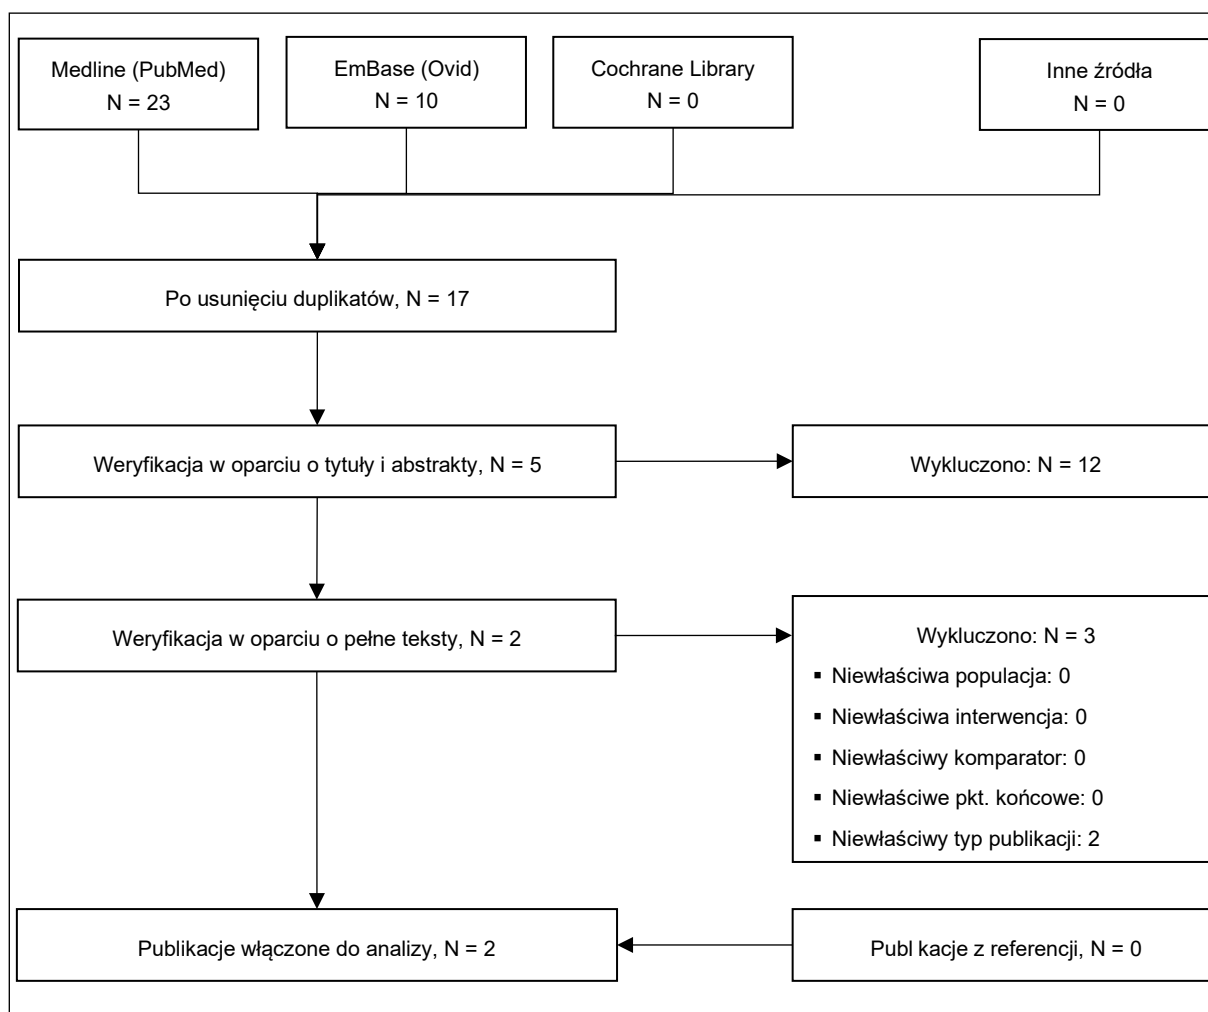 Medline (PubMed)
N = 23
EmBase (Ovid)
N = 10
Cochrane Library
N = 0
Inne źródła
N = 0
Po usunięciu duplikatów, N = 17
Weryfikacja w oparciu o tytuły i abstrakty, N = 5
Wykluczono: N = 12
Weryfikacja w oparciu o pełne teksty, N = 2
Wykluczono: N = 3
▪ Niewłaściwa populacja: 0
▪ Niewłaściwa interwencja: 0
▪ Niewłaściwy komparator: 0
▪ Niewłaściwe pkt. końcowe: 0
▪ Niewłaściwy typ publikacji: 2
Publikacje włączone do analizy, N = 2
Publ kacje z referencji, N = 0